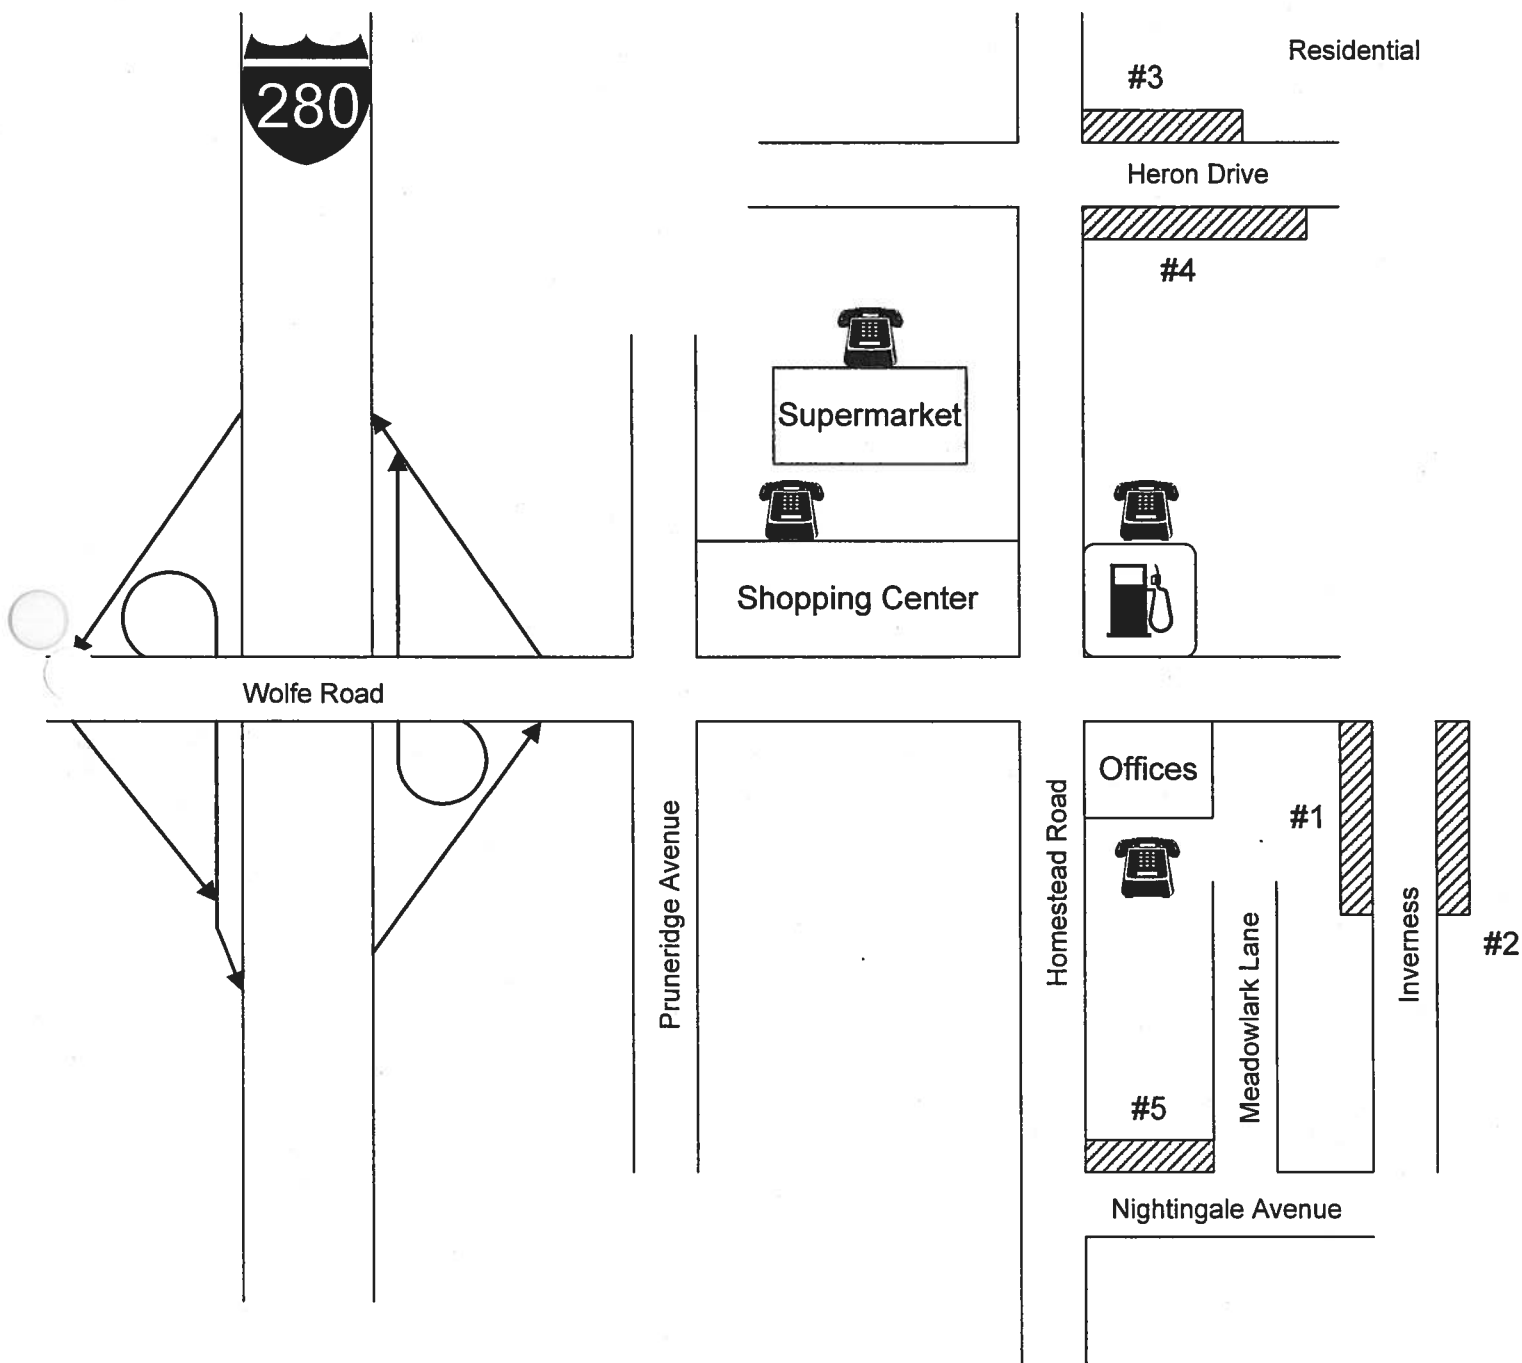 280
Residential
#3
Heron Drive
#4
Supermarket
Shopping Center
Wolfe Road
Offices
#1
Pruneridge Avenue
Homestead Road
Meadowlark Lane
Inverness
#2
#5
Nightingale Avenue